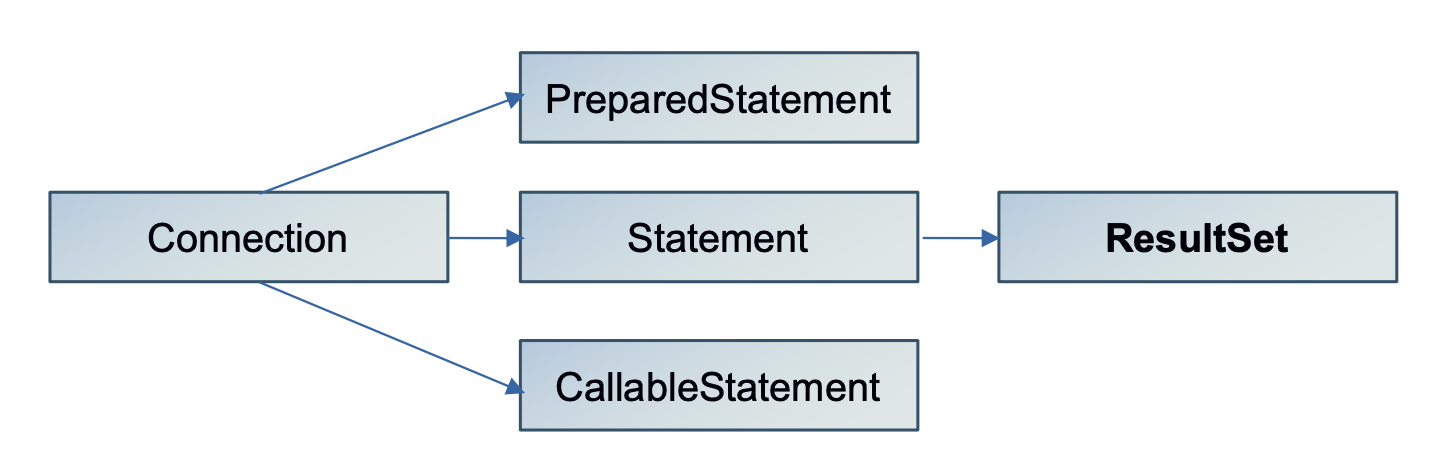 PreparedStatement
Connection
Statement
ResultSet
CallableStatement